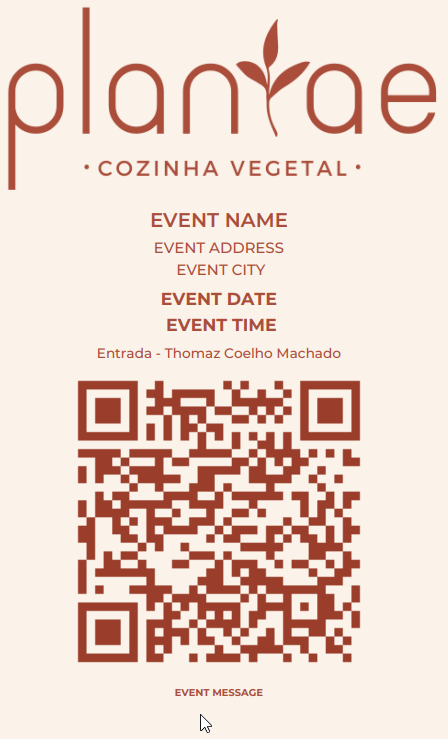 plantae
• COZINHA VEGETAL •
EVENT NAME
EVENT ADDRESS
EVENT CITY
EVENT DATE
EVENT TIME
Entrada - Thomaz Coelho Machado
EVENT MESSAGE